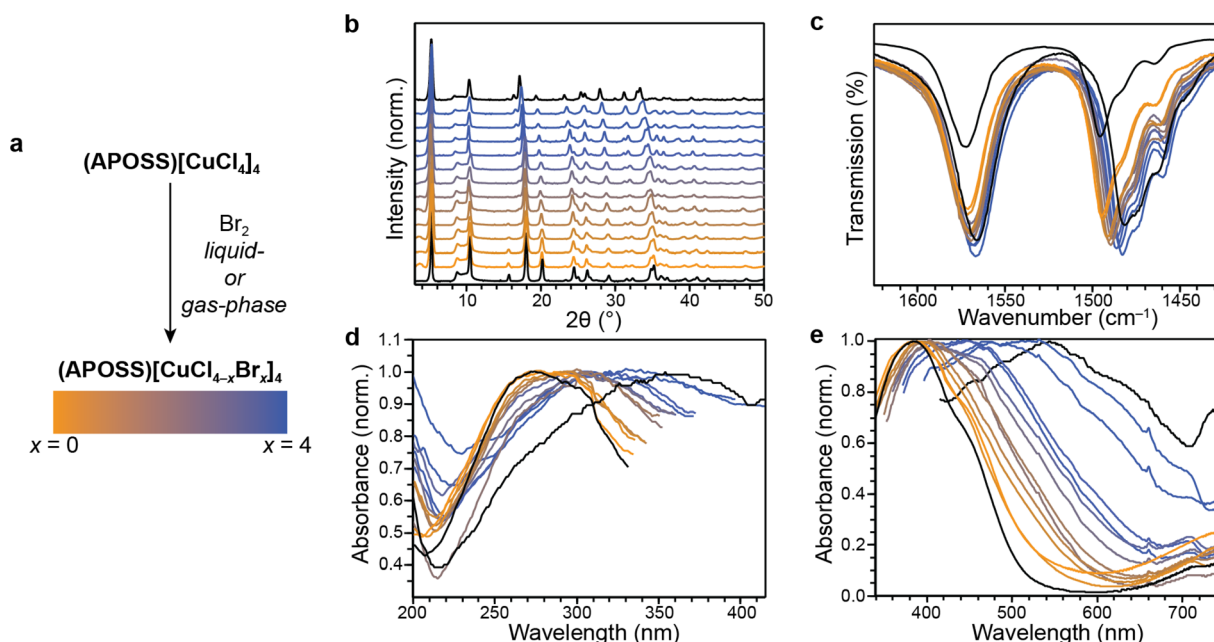 a
(APOSS)[CuCl4]4
Br2
liquid-
or
gas-phase
(APOSS)[CuCl4–xBrx]4
x = 0
x = 4
b
Intensity (norm.)
10
20
30
40
50
2θ (°)
c
Transmission (%)
1600
1550
1500
1450
Wavenumber (cm–1)
d
Absorbance (norm.)
1.1
1.0
0.9
0.8
0.7
0.6
0.5
0.4
200
250
300
350
400
Wavelength (nm)
e
Absorbance (norm.)
1.0
0.8
0.6
0.4
0.2
0.0
400
500
600
700
Wavelength (nm)